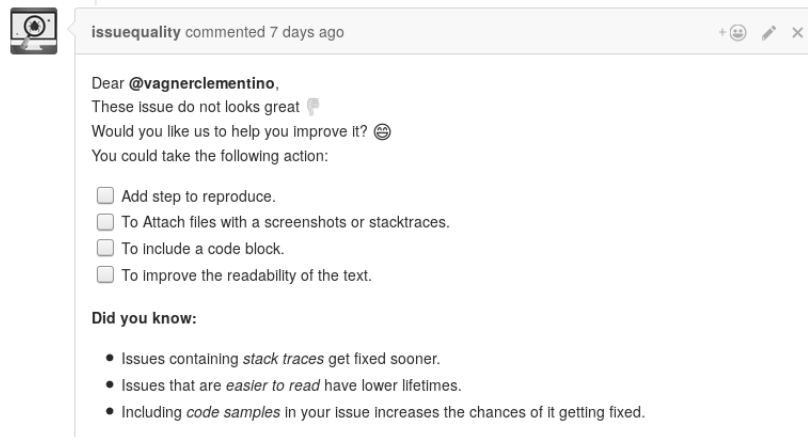 issuequality commented 7 days ago
Dear @vagnerclementino,
These issue do not looks great 👎
Would you like us to help you improve it? 😄
You could take the following action:
Add step to reproduce.
To Attach files with a screenshots or stacktraces.
To include a code block.
To improve the readability of the text.
Did you know:
Issues containing stack traces get fixed sooner.
Issues that are easier to read have lower lifetimes.
Including code samples in your issue increases the chances of it getting fixed.